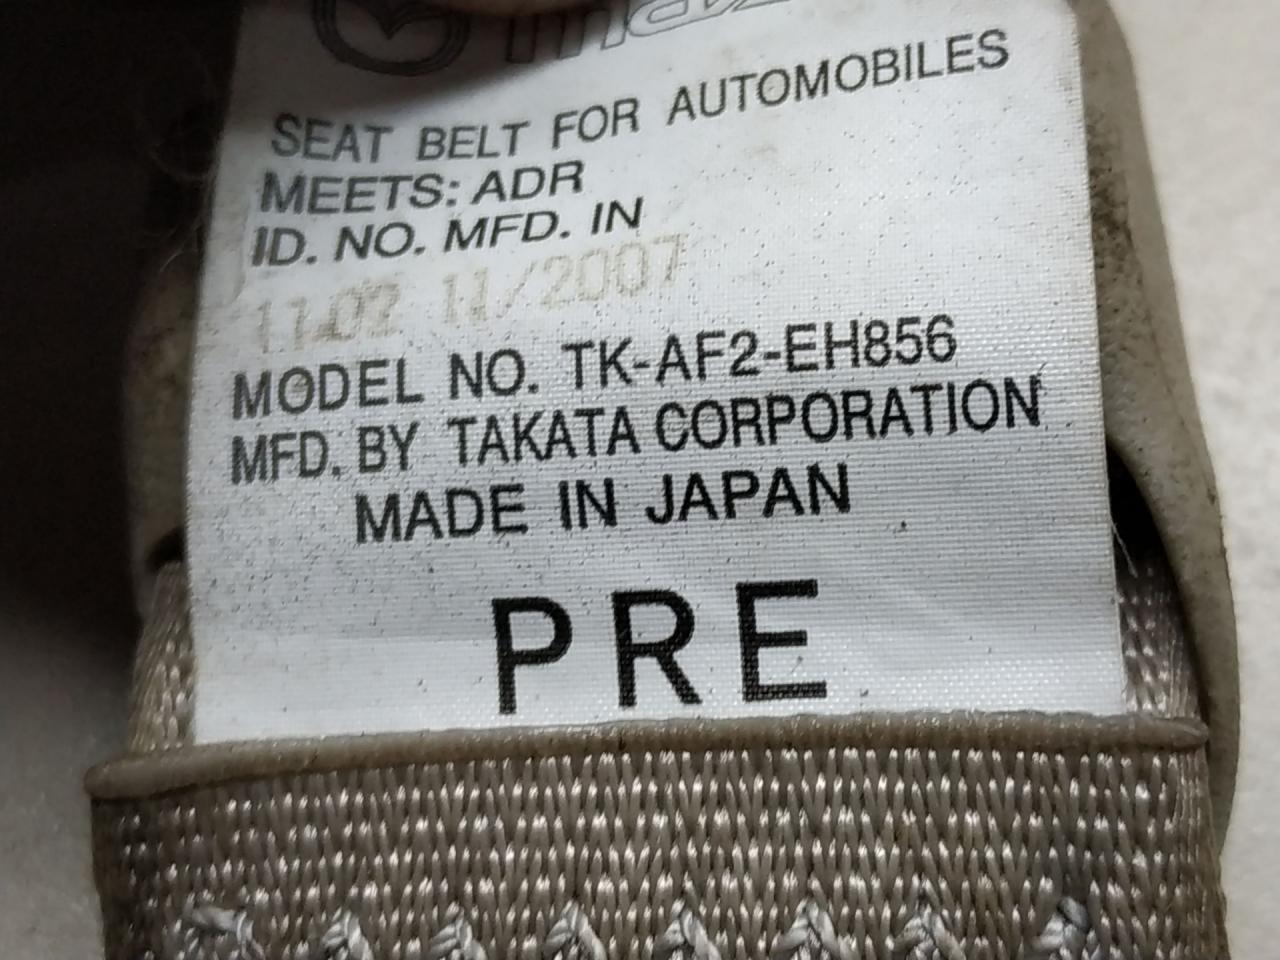 SEAT BELT FOR AUTOMOBILES
MEETS: ADR
ID. NO. MFD. IN
11/2007
MODEL NO. TK-AF2-EH856
MFD. BY TAKATA CORPORATION
MADE IN JAPAN
PRE